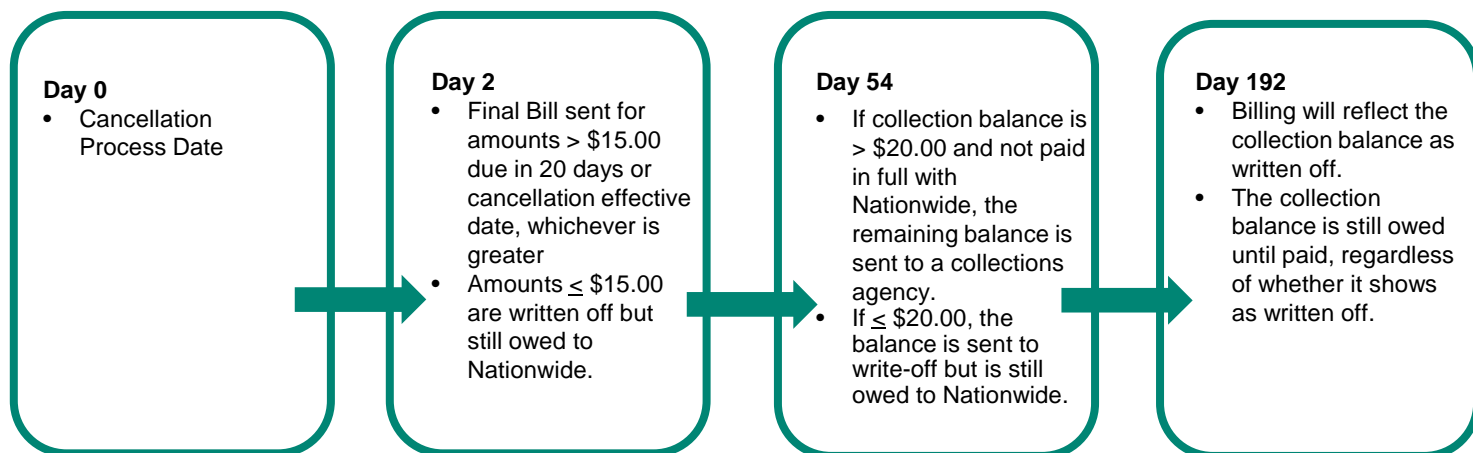 Day 0
• Cancellation
Process Date
Day 2
• Final Bill sent for
amounts > $15.00
due in 20 days or
cancellation effective
date, whichever is
greater
• Amounts < $15.00
are written off but
still owed to
Nationwide.
Day 54
• If collection balance is
> $20.00 and not paid
in full with
Nationwide, the
remaining balance is
sent to a collections
agency.
• If < $20.00, the
balance is sent to
write-off but is still
owed to Nationwide.
Day 192
• Billing will reflect the
collection balance as
written off.
• The collection
balance is still owed
until paid, regardless
of whether it shows
as written off.